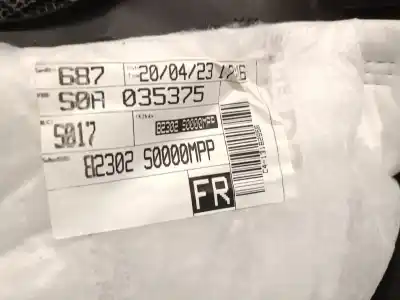 687 20/04/23
S0A 035375
S017 82302 S0000MPP
82302 S0000MPP
FR